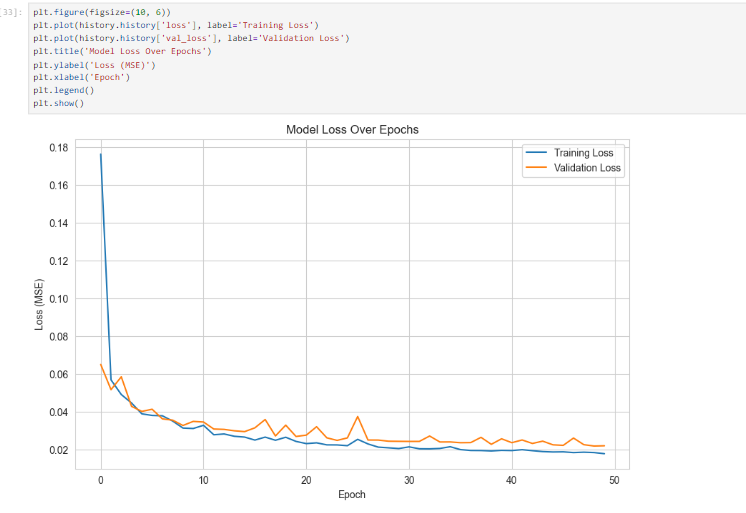 [33]:
plt.figure(figsize=(10, 6))
plt.plot(history.history['loss'], label='Training Loss')
plt.plot(history.history['val_loss'], label='Validation Loss')
plt.title('Model Loss Over Epochs')
plt.ylabel('Loss (MSE)')
plt.xlabel('Epoch')
plt.legend()
plt.show()
Model Loss Over Epochs
Training Loss
Validation Loss
0.18
0.16
0.14
0.12
0.10
0.08
0.06
0.04
0.02
Loss (MSE)
0 10 20 30 40 50
Epoch